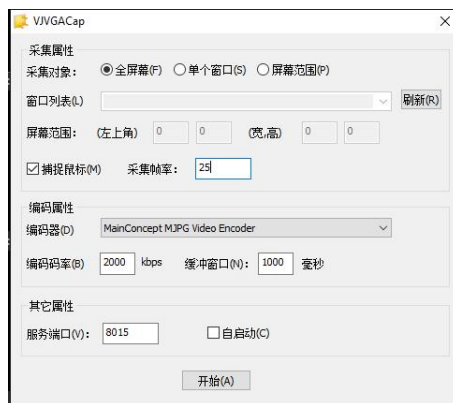 VJVGACap
采集属性
采集对象： 全屏幕(F) 单个窗口(S) 屏幕范围(P)
窗口列表(L) 刷新(R)
屏幕范围： (左上角) 0 0 (宽,高) 0 0
捕捉鼠标(M) 采集帧率： 25
编码属性
编码器(D) MainConcept MJPG Video Encoder
编码码率(B) 2000 kbps 缓冲窗口(N)： 1000 毫秒
其它属性
服务端口(V)： 8015 自启动(C)
开始(A)